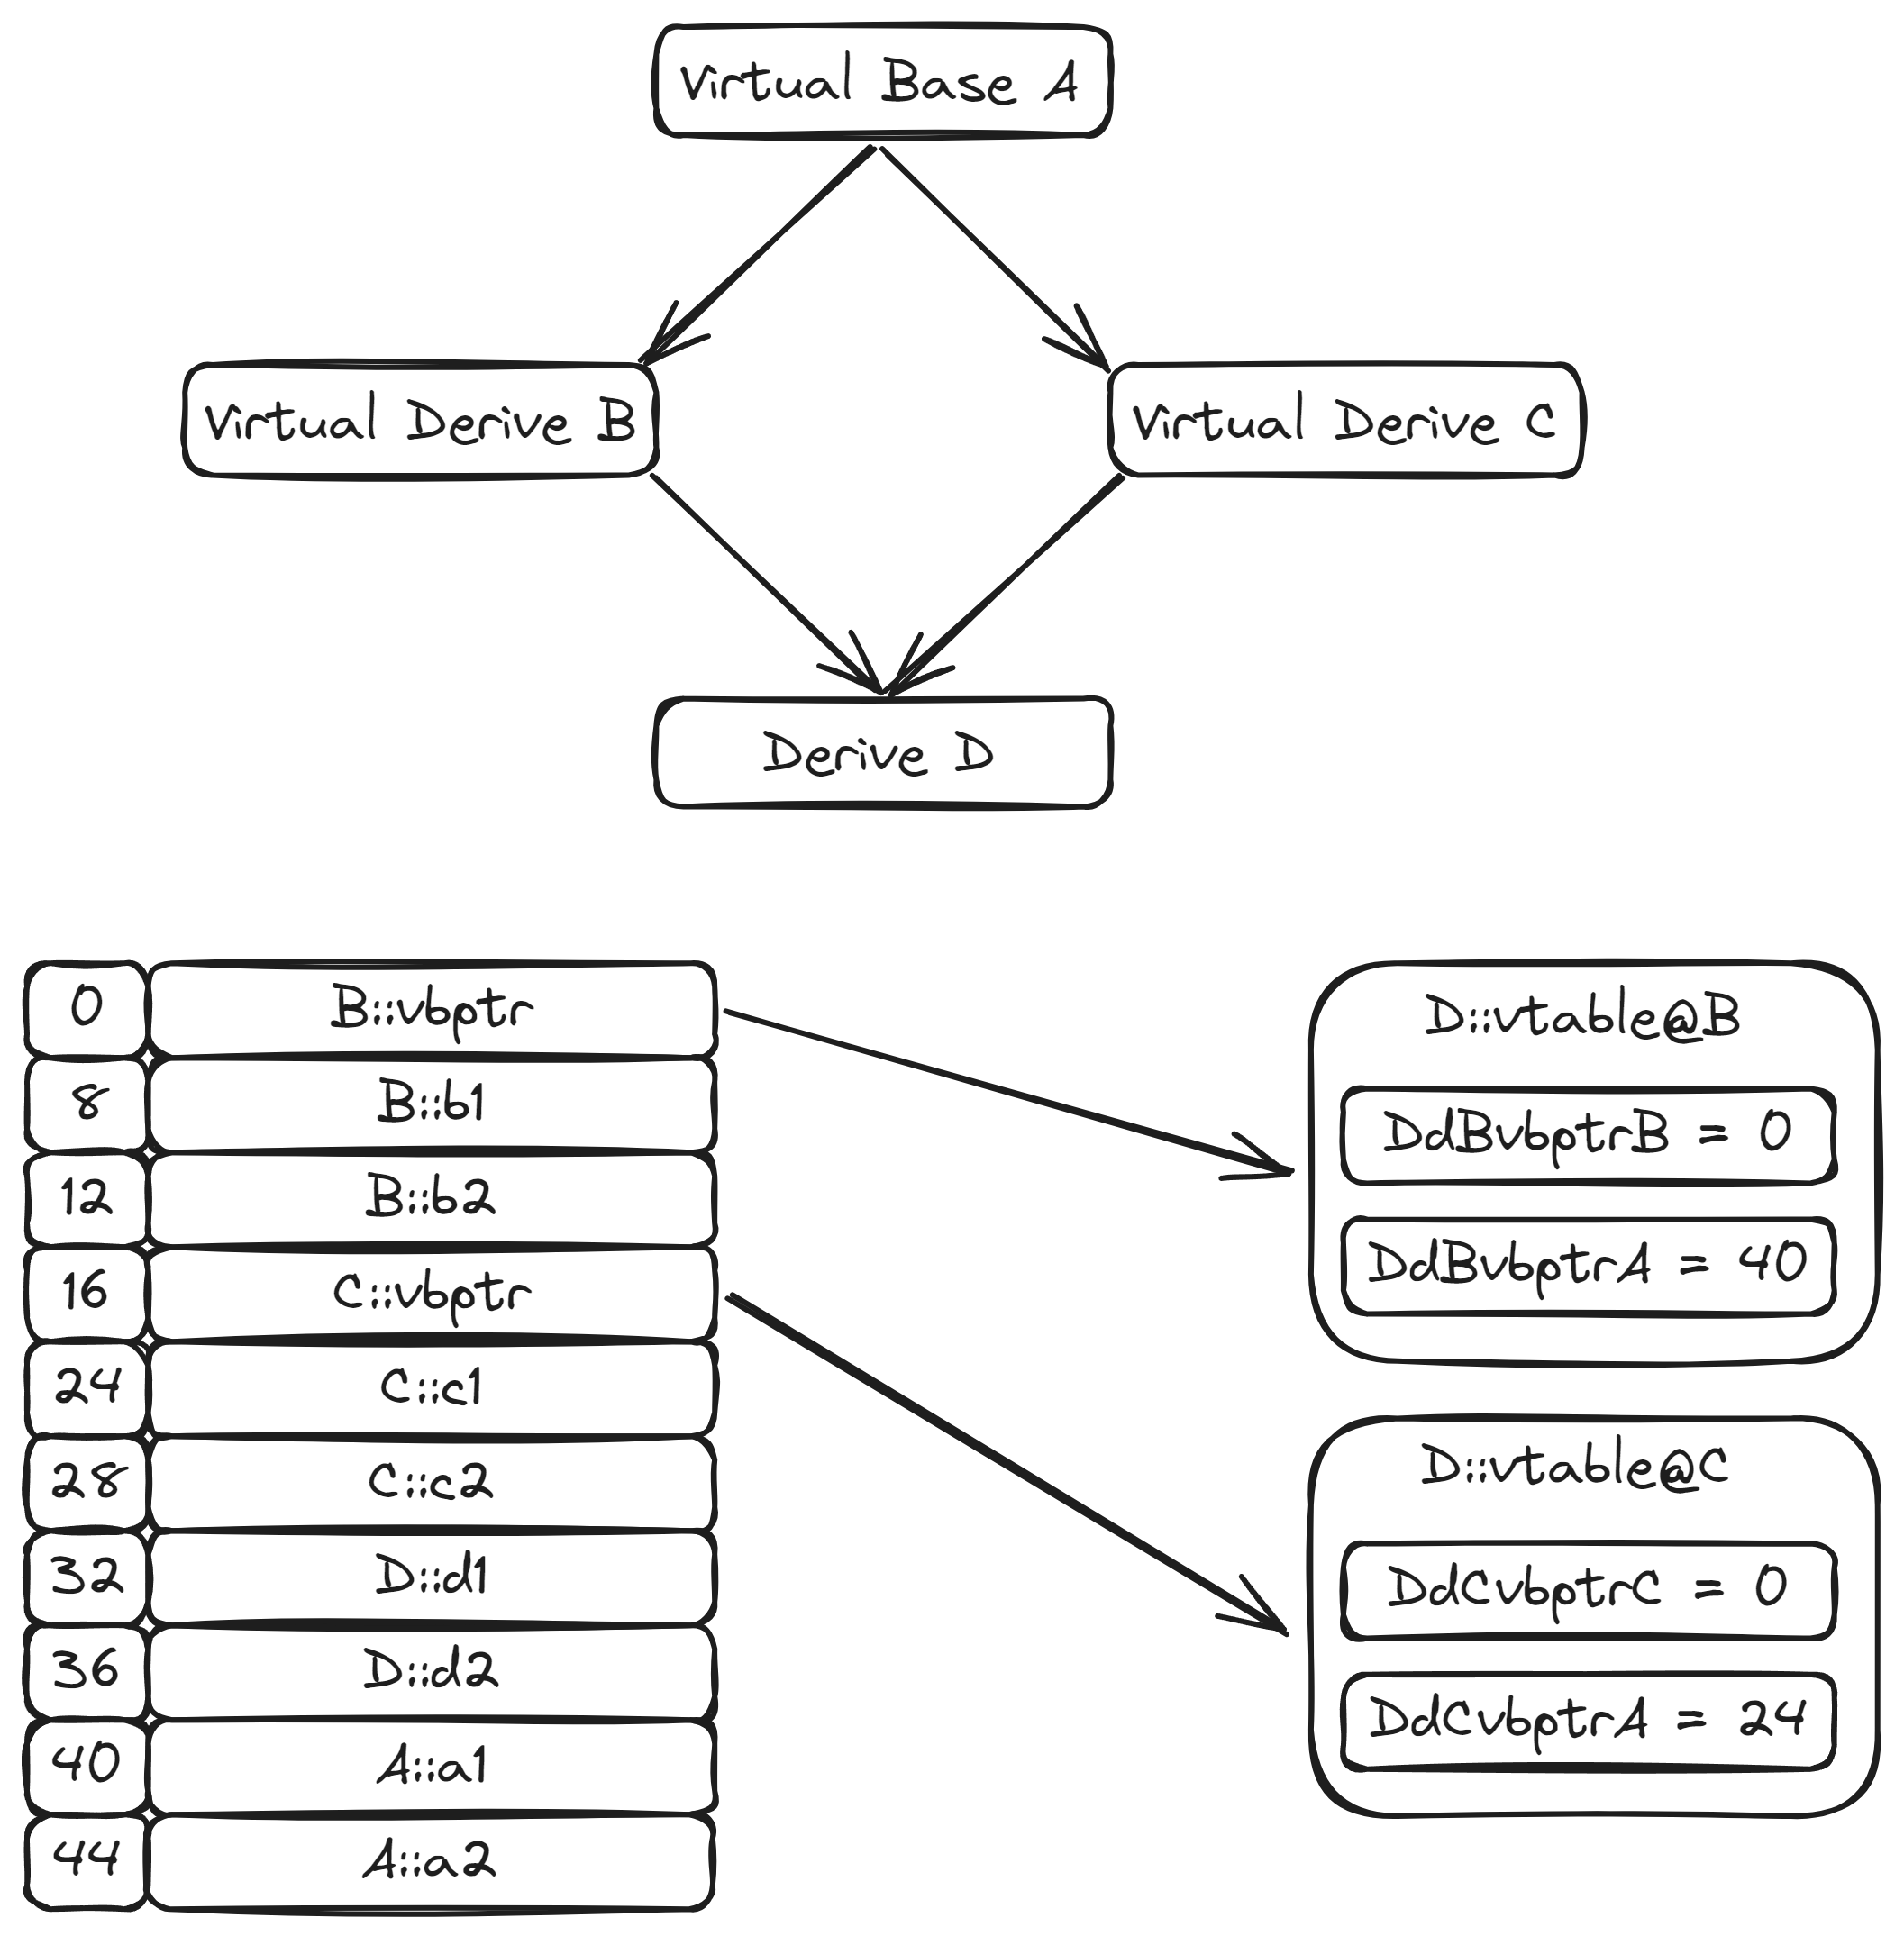 Virtual Base A
Virtual Derive B
Virtual Derive C
Derive D
0 B::vbptr
8 B::b1
12 B::b2
16 C::vbptr
24 C::c1
28 C::c2
32 D::d1
36 D::d2
40 A::a1
44 A::a2
D::vtable@B
DdBvbptrB = 0
DdBvbptrA = 40
D::vtable@C
DdCvbptrC = 0
DdCvbptrA = 24